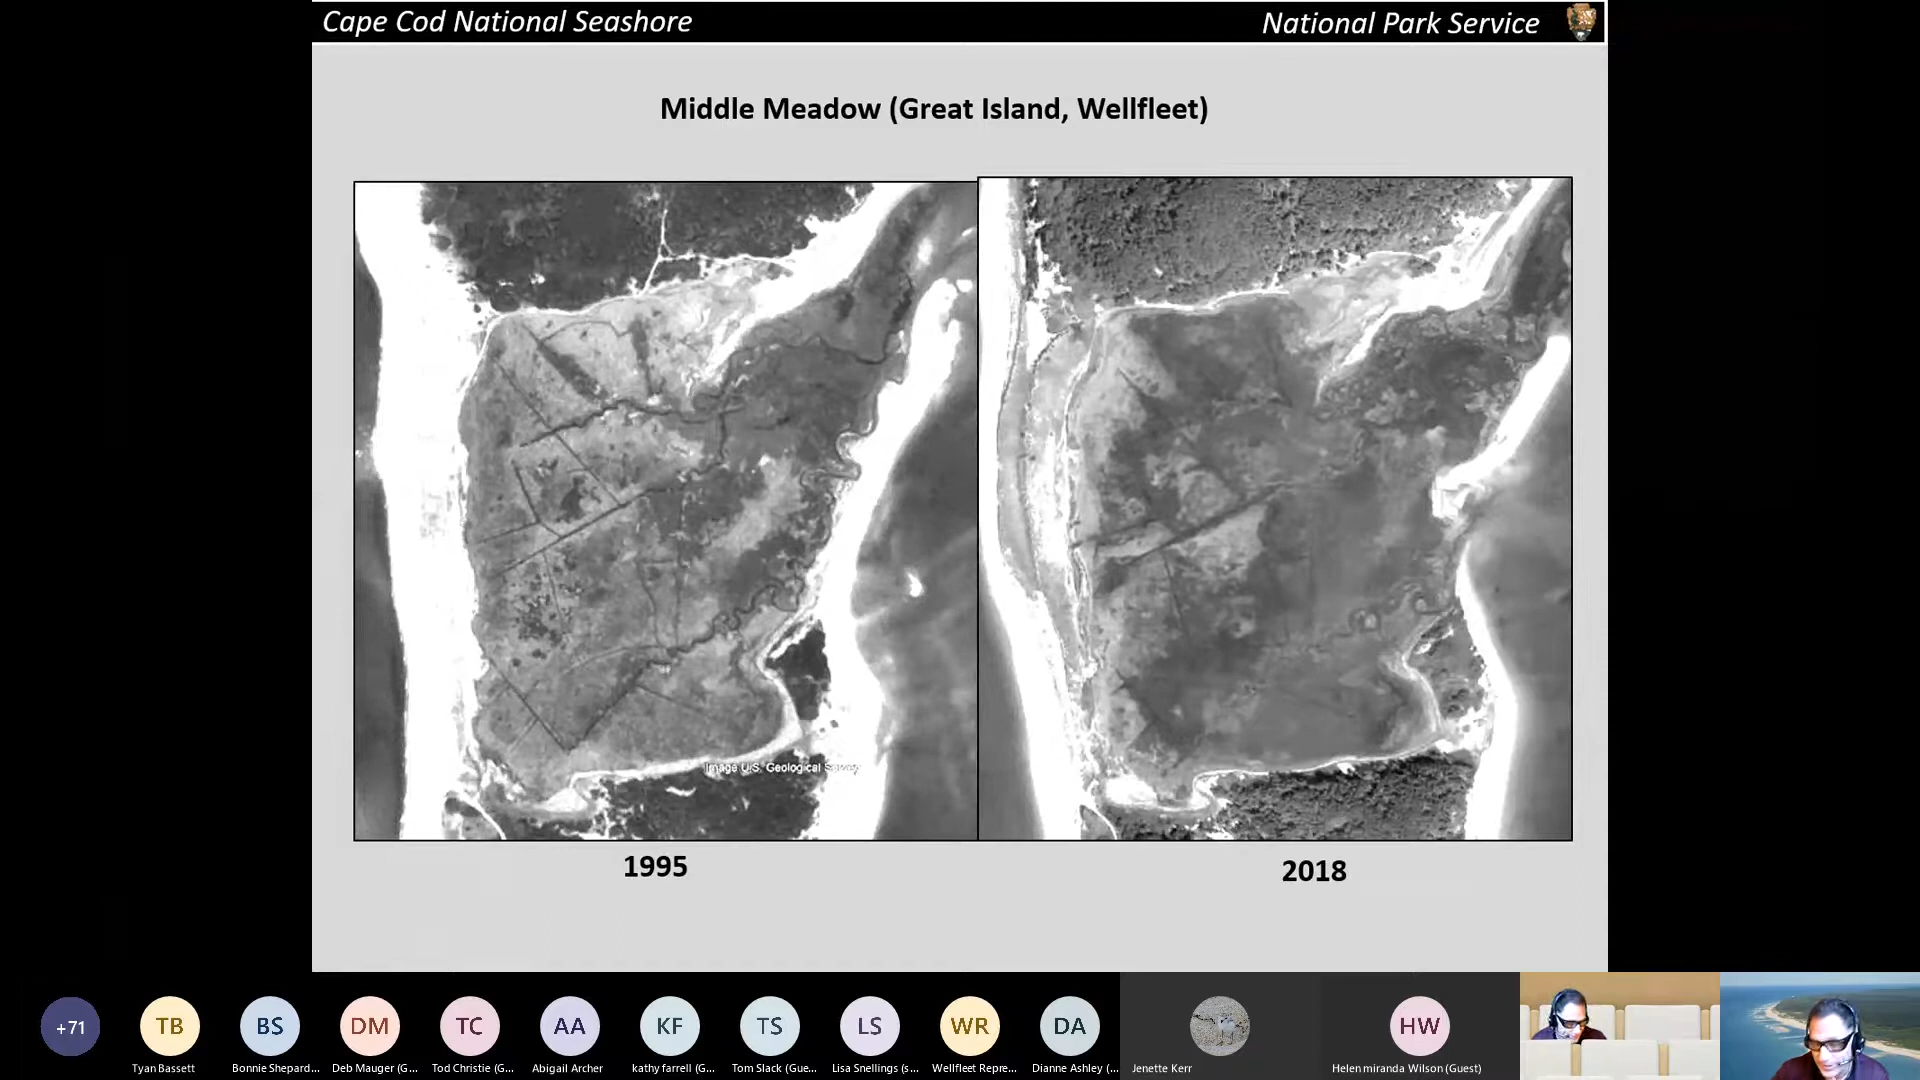 Cape Cod National Seashore
National Park Service
Middle Meadow (Great Island, Wellfleet)
Image U.S. Geological Survey
1995
2018
+71
TB
BS
DM
TC
AA
KF
TS
LS
WR
DA
HW
Tyan Bassett
Bonnie Shepard...
Deb Mauger (G...
Tod Christie (G...
Abigail Archer
kathy farrell (G...
Tom Slack (Gue...
Lisa Snellings (s...
Wellfleet Repre...
Dianne Ashley (...
Jenette Kerr
Helen miranda Wilson (Guest)